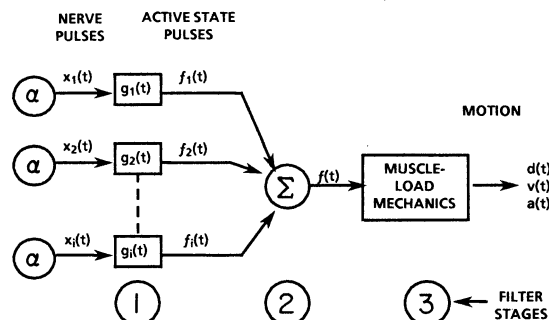 NERVE PULSES
ACTIVE STATE PULSES
α
x₁(t)
g₁(t)
f₁(t)
MOTION
α
x₂(t)
g₂(t)
f₂(t)
Σ
f(t)
MUSCLE-LOAD MECHANICS
d(t)
v(t)
a(t)
α
xᵢ(t)
gᵢ(t)
fᵢ(t)
1
2
3
FILTER STAGES